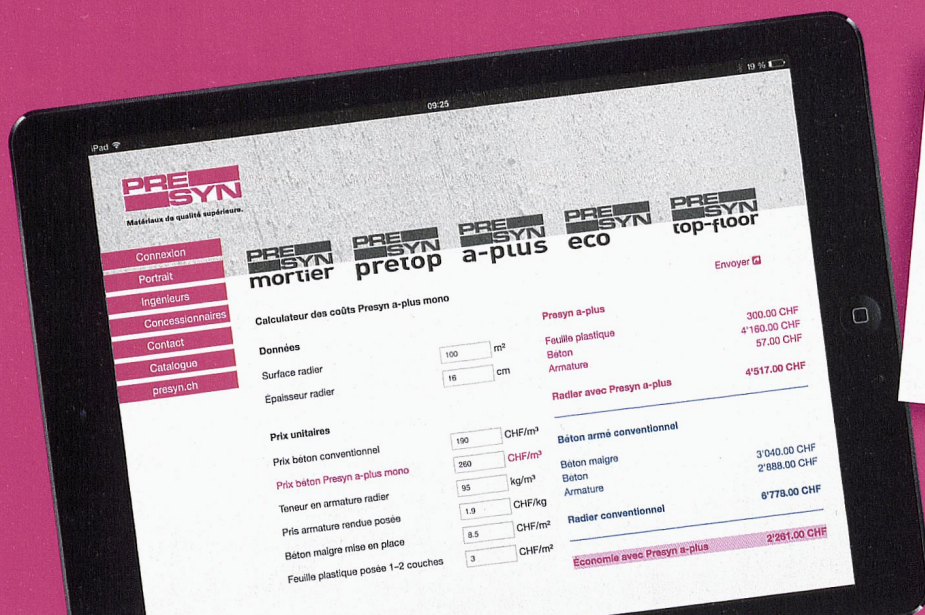 iPad
09:25
19 %
PRE
SYN
Matériaux de qualité supérieure.
Connexion
Portrait
Ingenieurs
Concessionnaires
Contact
Catalogue
presyn.ch
PRE SYN mortier
PRE SYN pretop
PRE SYN a-plus
PRE SYN eco
PRE SYN top-floor
Envoyer
Calculateur des coûts Presyn a-plus mono
Données
Surface radier 100 m²
Épaisseur radier 16 cm
Prix unitaires
Prix béton conventionnel 190 CHF/m³
Prix béton Presyn a-plus mono 260 CHF/m³
Teneur en armature radier 95 kg/m³
Pris armature rendue posée 1.9 CHF/kg
Béton maigre mise en place 8.5 CHF/m²
Feuille plastique posée 1–2 couches 3 CHF/m²
Presyn a-plus
Feuille plastique 300.00 CHF
Béton 4'160.00 CHF
Armature 57.00 CHF
Radier avec Presyn a-plus 4'517.00 CHF
Béton armé conventionnel
Béton maigre
Béton 3'040.00 CHF
Armature 2'888.00 CHF
Radier conventionnel 6'778.00 CHF
Économie avec Presyn a-plus 2'261.00 CHF